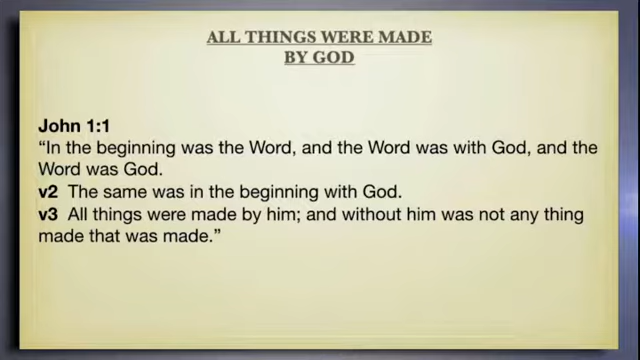 ALL THINGS WERE MADE
BY GOD
John 1:1
“In the beginning was the Word, and the Word was with God, and the
Word was God.
v2 The same was in the beginning with God.
v3 All things were made by him; and without him was not any thing
made that was made.”